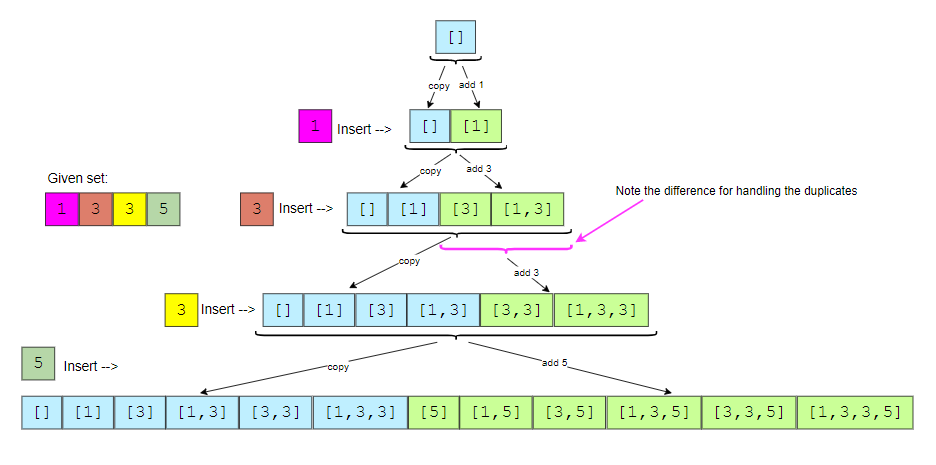 []
copy
add 1
1 Insert --> [] [1]
copy
add 3
Given set:
1 3 3 5
3 Insert --> [] [1] [3] [1,3]
Note the difference for handling the duplicates
copy
add 3
3 Insert --> [] [1] [3] [1,3] [3,3] [1,3,3]
5 Insert -->
copy
add 5
[] [1] [3] [1,3] [3,3] [1,3,3] [5] [1,5] [3,5] [1,3,5] [3,3,5] [1,3,3,5]